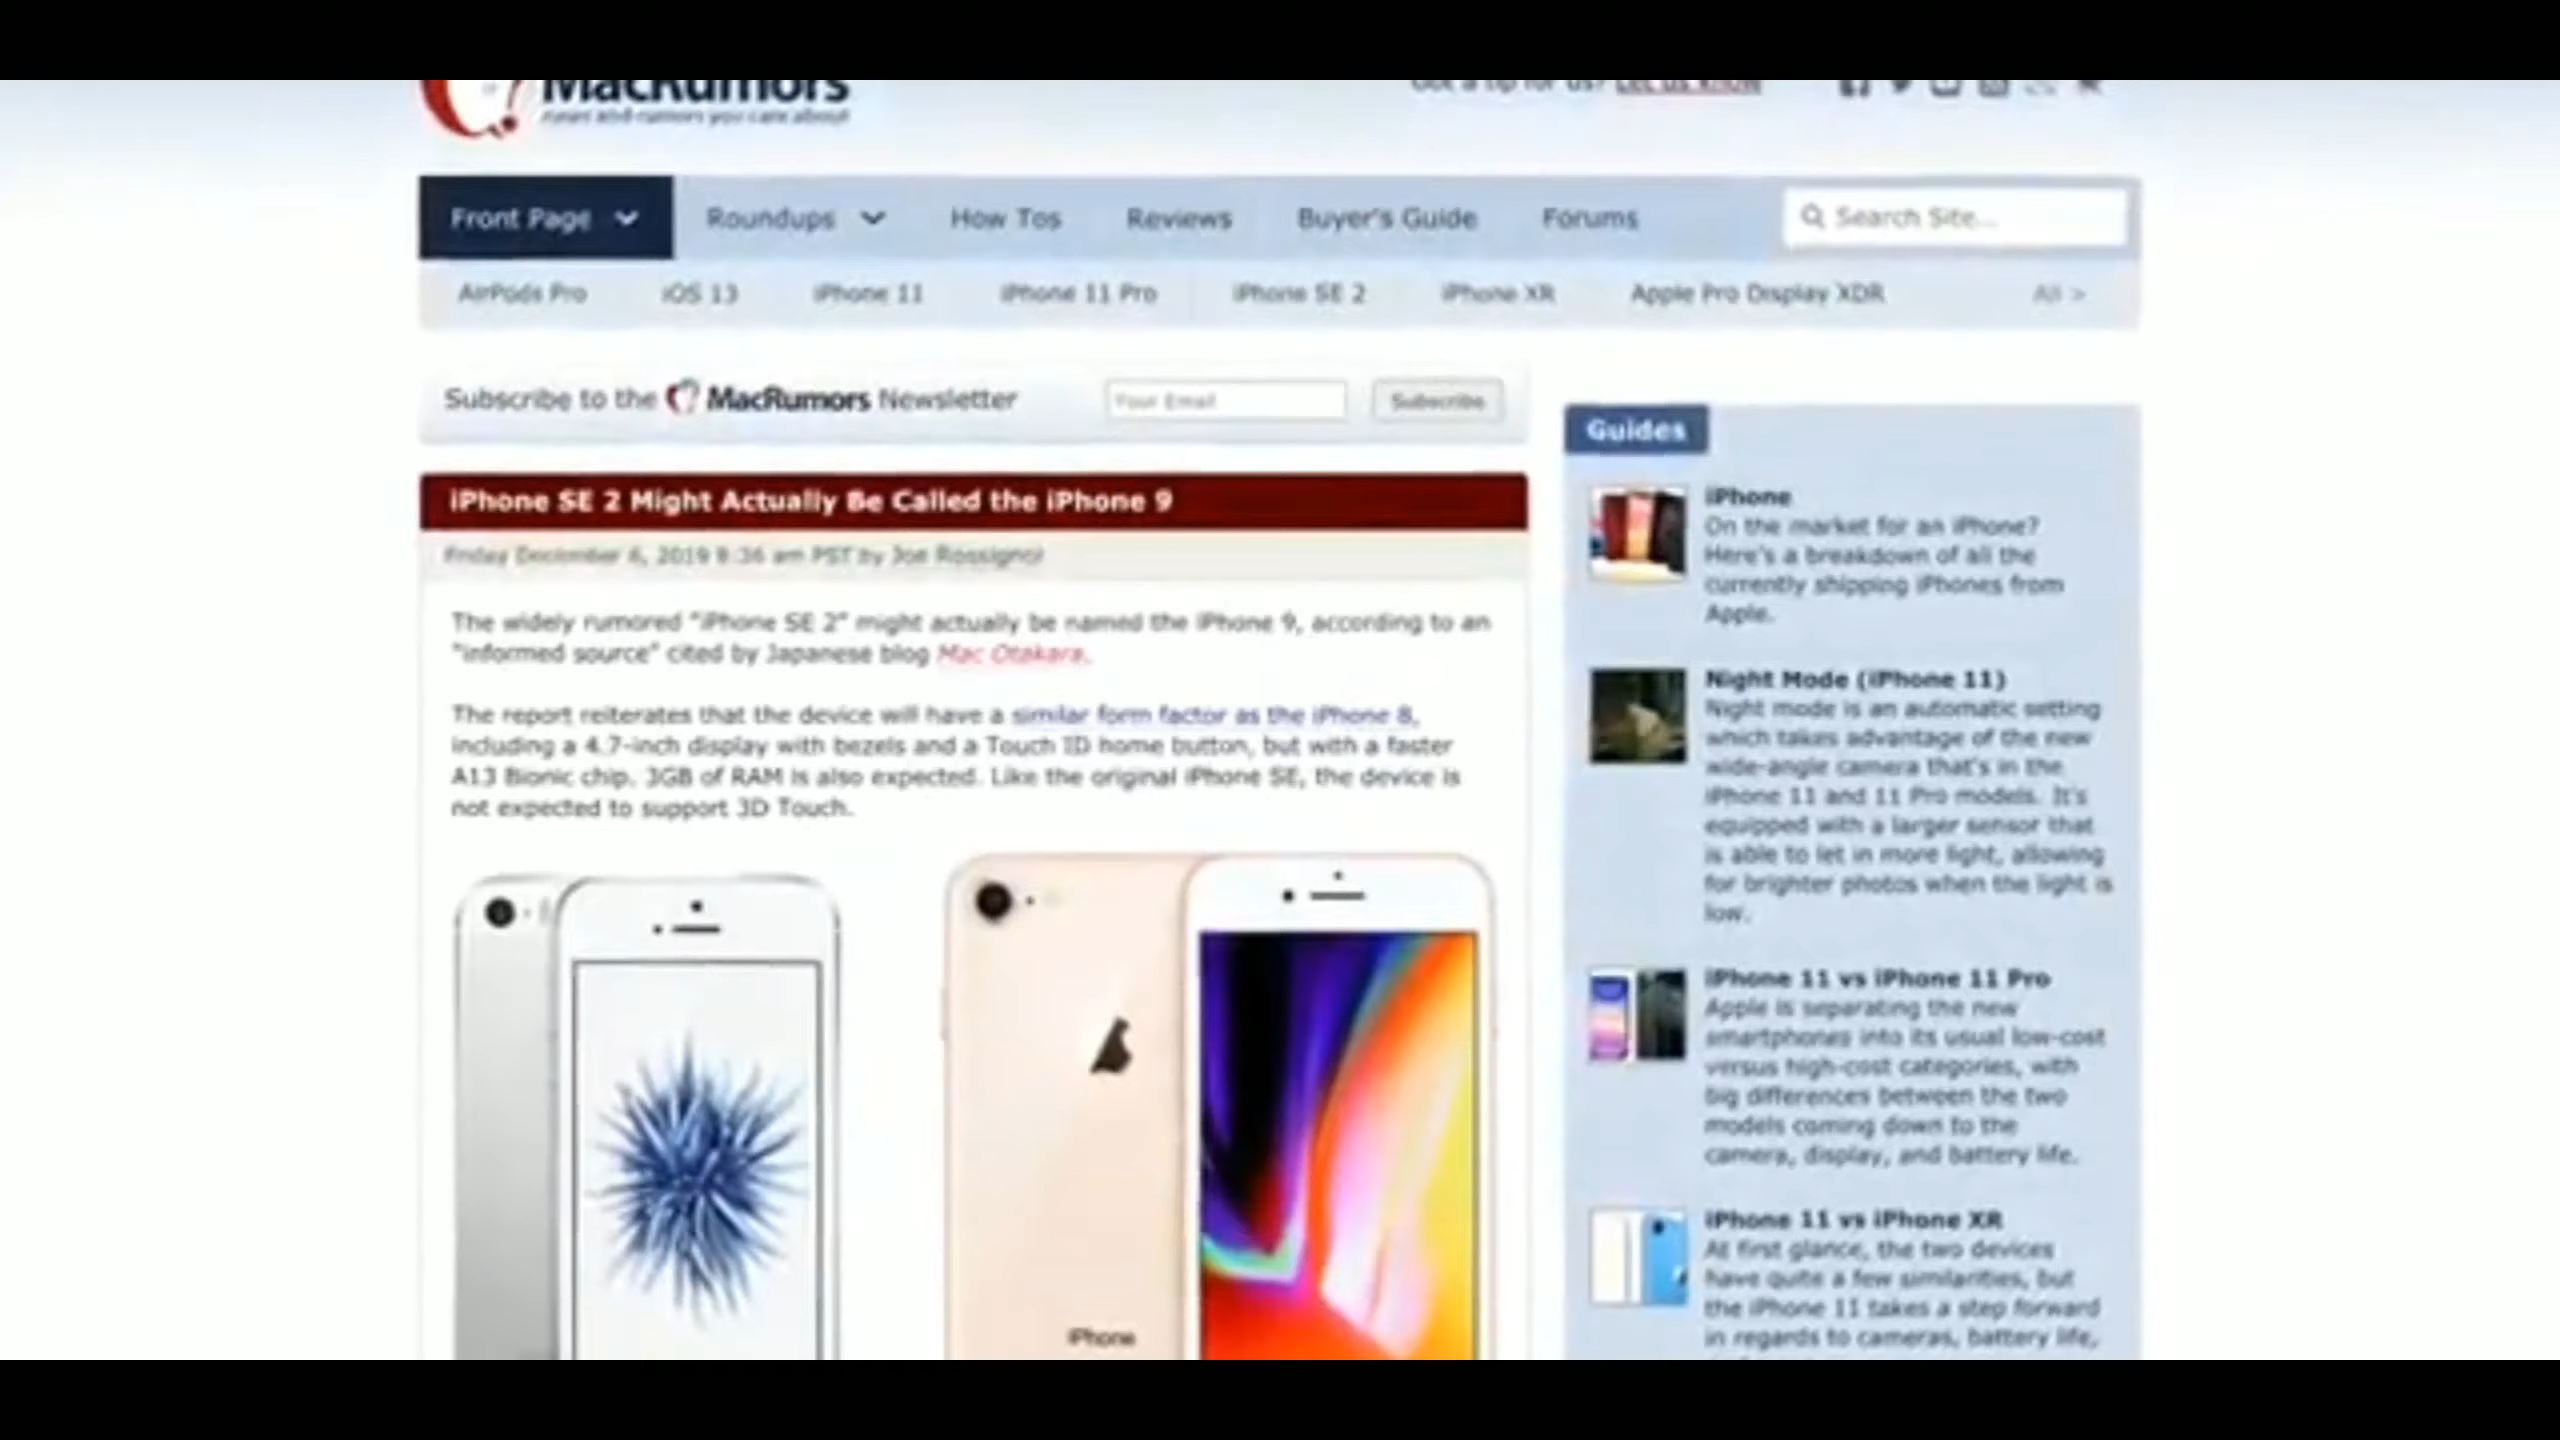 MacRumors
news and rumors you care about
Got a tip for us? Let us know
Front Page
Roundups
How Tos
Reviews
Buyer's Guide
Forums
Search Site...
AirPods Pro
iOS 13
iPhone 11
iPhone 11 Pro
iPhone SE 2
iPhone XR
Apple Pro Display XDR
All >
Subscribe to the MacRumors Newsletter
Your Email
Subscribe
iPhone SE 2 Might Actually Be Called the iPhone 9
Friday December 6, 2019 8:36 am PST by Joe Rossignol
The widely rumored "iPhone SE 2" might actually be named the iPhone 9, according to an
"informed source" cited by Japanese blog Mac Otakara.
The report reiterates that the device will have a similar form factor as the iPhone 8,
including a 4.7-inch display with bezels and a Touch ID home button, but with a faster
A13 Bionic chip. 3GB of RAM is also expected. Like the original iPhone SE, the device is
not expected to support 3D Touch.
iPhone
Guides
iPhone
On the market for an iPhone?
Here's a breakdown of all the
currently shipping iPhones from
Apple.
Night Mode (iPhone 11)
Night mode is an automatic setting
which takes advantage of the new
wide-angle camera that's in the
iPhone 11 and 11 Pro models. It's
equipped with a larger sensor that
is able to let in more light, allowing
for brighter photos when the light is
low.
iPhone 11 vs iPhone 11 Pro
Apple is separating the new
smartphones into its usual low-cost
versus high-cost categories, with
big differences between the two
models coming down to the
camera, display, and battery life.
iPhone 11 vs iPhone XR
At first glance, the two devices
have quite a few similarities, but
the iPhone 11 takes a step forward
in regards to cameras, battery life,